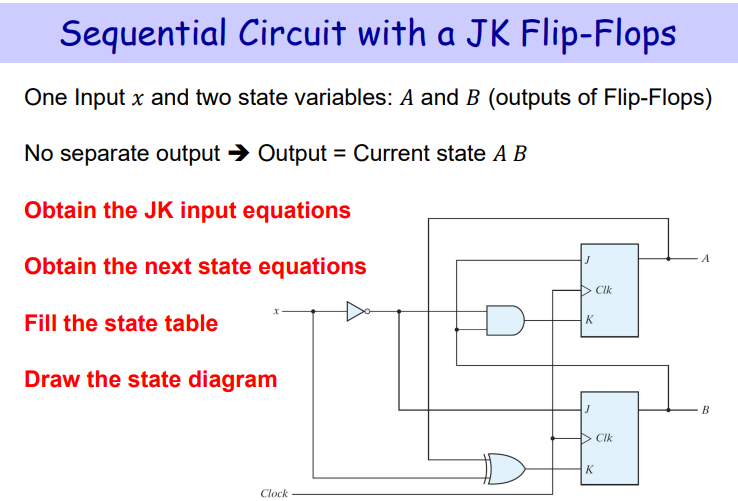 Sequential Circuit with a JK Flip-Flops
One Input x and two state variables: A and B (outputs of Flip-Flops)
No separate output ➔ Output = Current state A B
Obtain the JK input equations
Obtain the next state equations
Fill the state table
Draw the state diagram
J
A
Clk
x
K
J
B
Clk
K
Clock